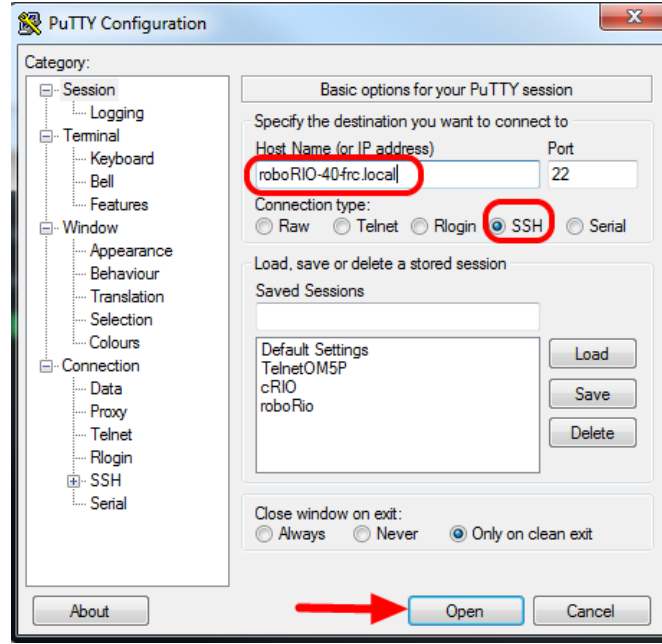 PuTTY Configuration
Category:
Session
Logging
Terminal
Keyboard
Bell
Features
Window
Appearance
Behaviour
Translation
Selection
Colours
Connection
Data
Proxy
Telnet
Rlogin
SSH
Serial
Basic options for your PuTTY session
Specify the destination you want to connect to
Host Name (or IP address) Port
roboRIO-40-frc.local 22
Connection type:
Raw Telnet Rlogin SSH Serial
Load, save or delete a stored session
Saved Sessions
Default Settings
TelnetOM5P
cRIO
roboRio
Load
Save
Delete
Close window on exit:
Always Never Only on clean exit
About Open Cancel